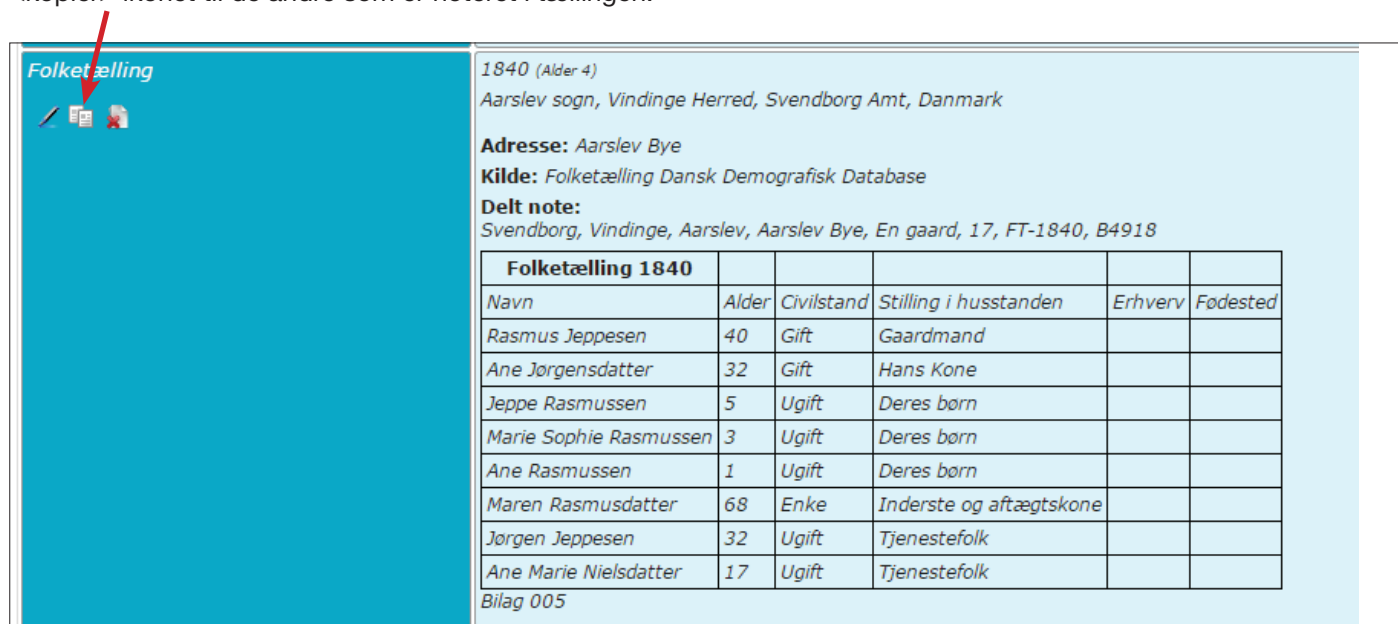 Folketælling
1840 (Alder 4)
Aarslev sogn, Vindinge Herred, Svendborg Amt, Danmark
Adresse: Aarslev Bye
Kilde: Folketælling Dansk Demografisk Database
Delt note:
Svendborg, Vindinge, Aarslev, Aarslev Bye, En gaard, 17, FT-1840, B4918
Folketælling 1840
Navn Alder Civilstand Stilling i husstanden Erhverv Fødested
Rasmus Jeppesen 40 Gift Gaardmand
Ane Jørgensdatter 32 Gift Hans Kone
Jeppe Rasmussen 5 Ugift Deres børn
Marie Sophie Rasmussen 3 Ugift Deres børn
Ane Rasmussen 1 Ugift Deres børn
Maren Rasmusdatter 68 Enke Inderste og aftægtskone
Jørgen Jeppesen 32 Ugift Tjenestefolk
Ane Marie Nielsdatter 17 Ugift Tjenestefolk
Bilag 005